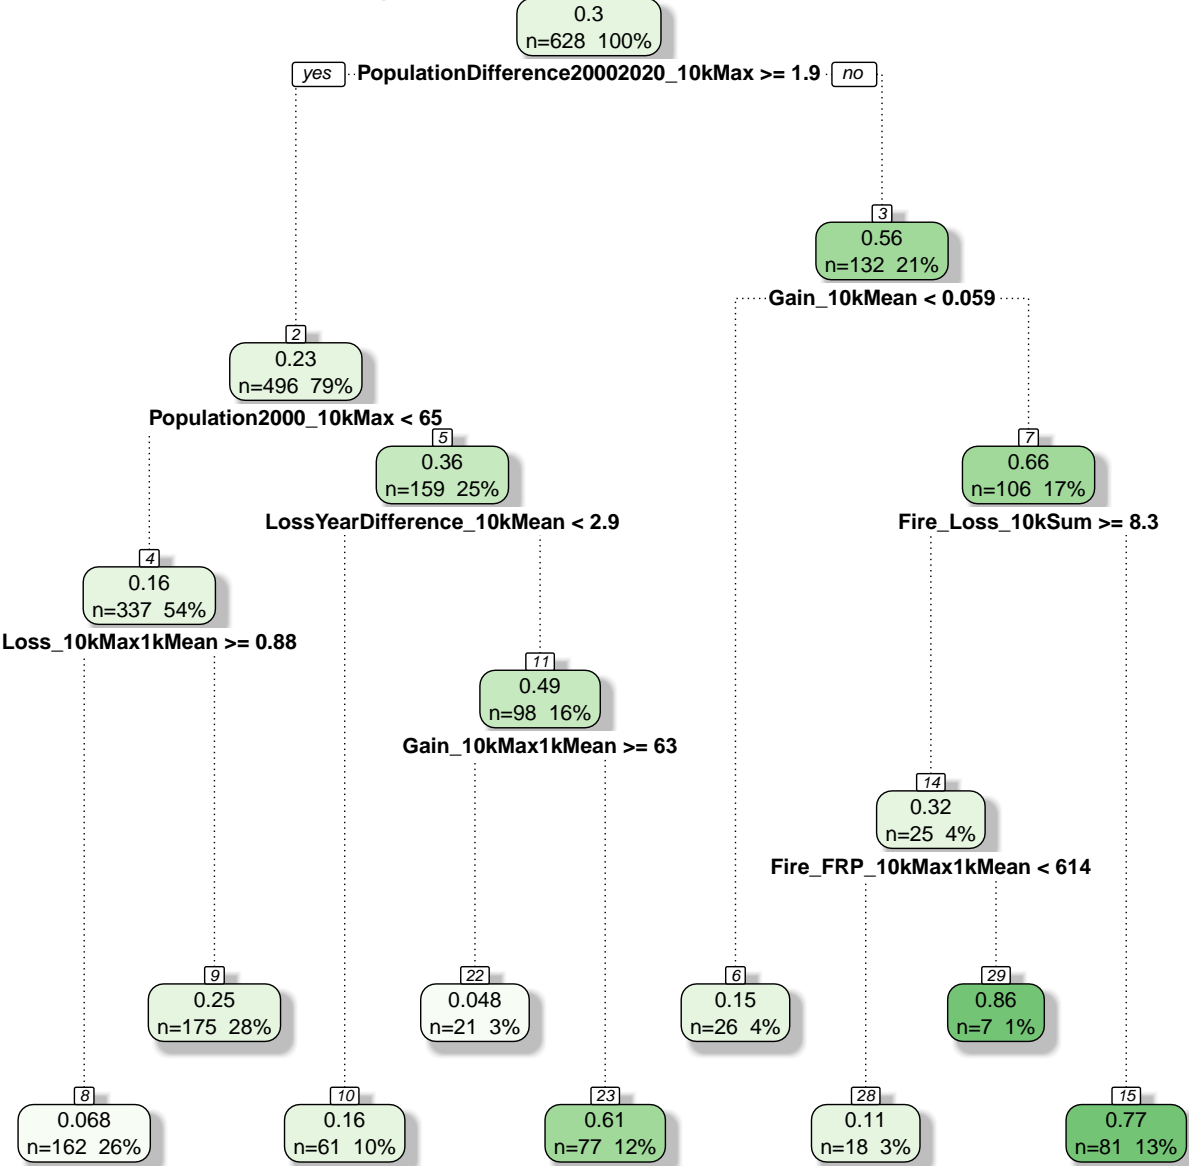 0.3
n=628 100%
yes PopulationDifference20002020_10kMax >= 1.9 no
3
0.56
n=132 21%
Gain_10kMean < 0.059
2
0.23
n=496 79%
Population2000_10kMax < 65
5
0.36
n=159 25%
LossYearDifference_10kMean < 2.9
7
0.66
n=106 17%
Fire_Loss_10kSum >= 8.3
4
0.16
n=337 54%
Loss_10kMax1kMean >= 0.88
11
0.49
n=98 16%
Gain_10kMax1kMean >= 63
14
0.32
n=25 4%
Fire_FRP_10kMax1kMean < 614
9
0.25
n=175 28%
22
0.048
n=21 3%
6
0.15
n=26 4%
29
0.86
n=7 1%
8
0.068
n=162 26%
10
0.16
n=61 10%
23
0.61
n=77 12%
28
0.11
n=18 3%
15
0.77
n=81 13%